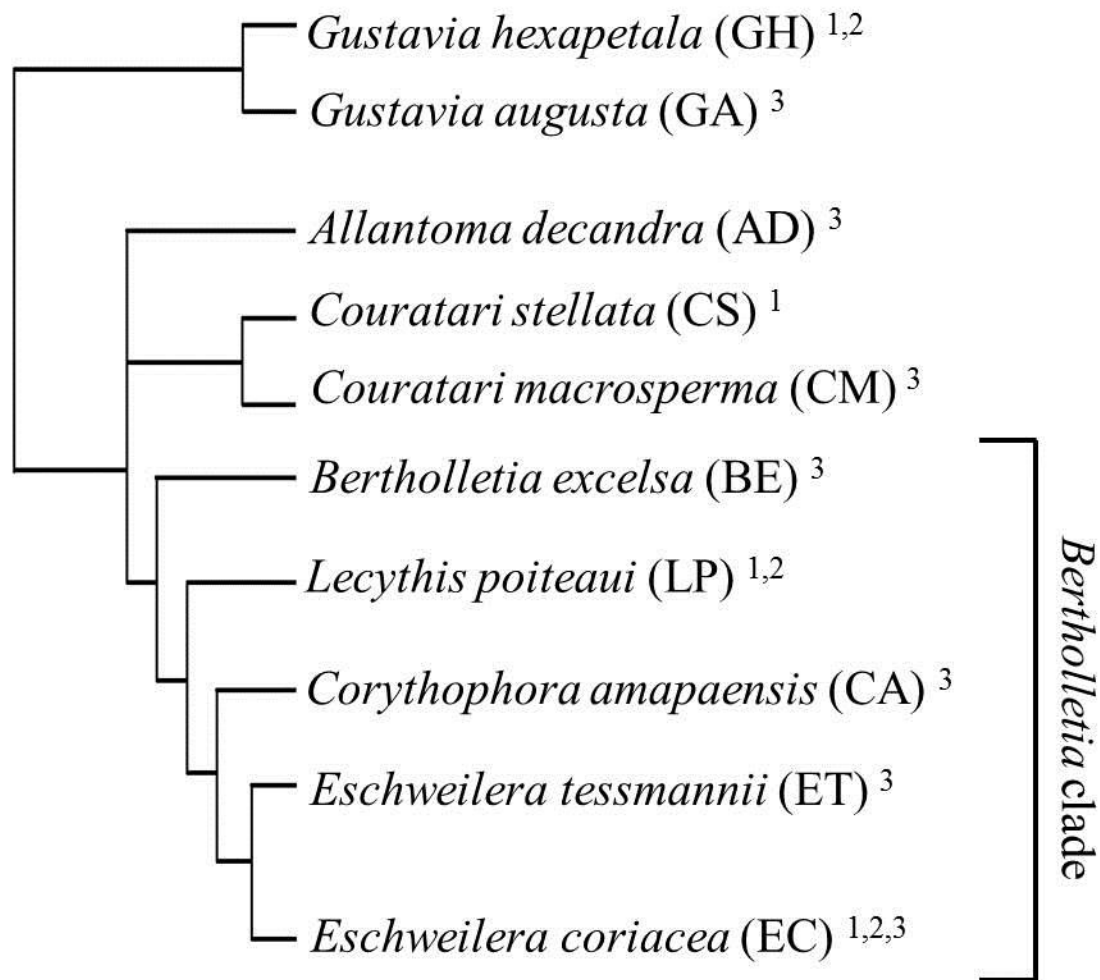 Gustavia hexapetala (GH) 1,2
Gustavia augusta (GA) 3
Allantoma decandra (AD) 3
Couratari stellata (CS) 1
Couratari macrosperma (CM) 3
Bertholletia excelsa (BE) 3
Lecythis poiteaui (LP) 1,2
Corythophora amapaensis (CA) 3
Eschweilera tessmannii (ET) 3
Eschweilera coriacea (EC) 1,2,3
Bertholletia clade